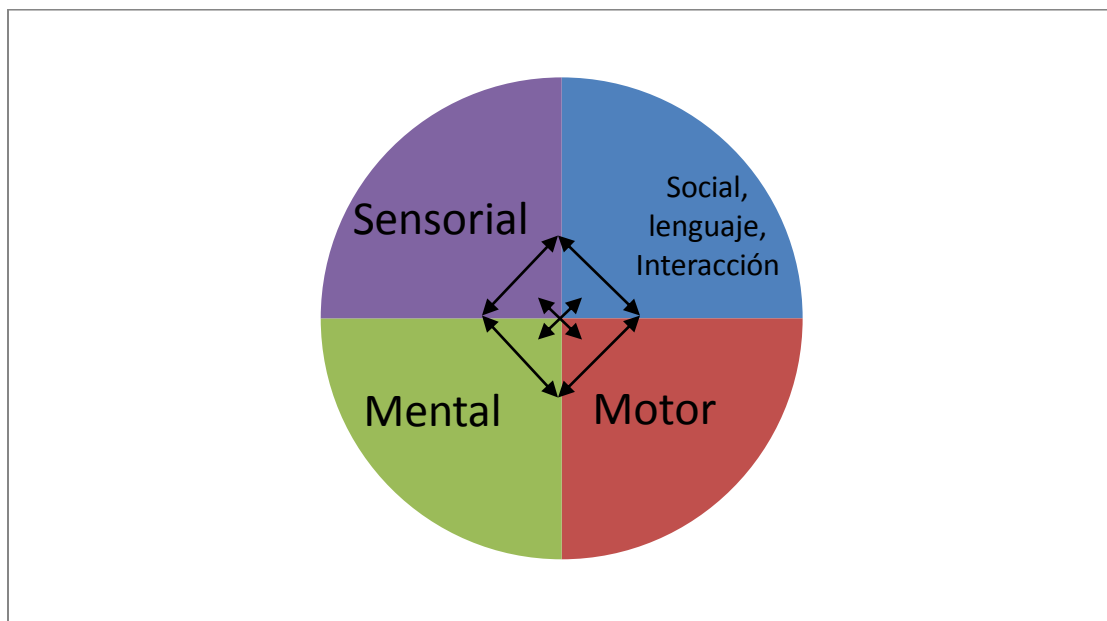 Sensorial
Social,
lenguaje,
Interacción
Mental
Motor